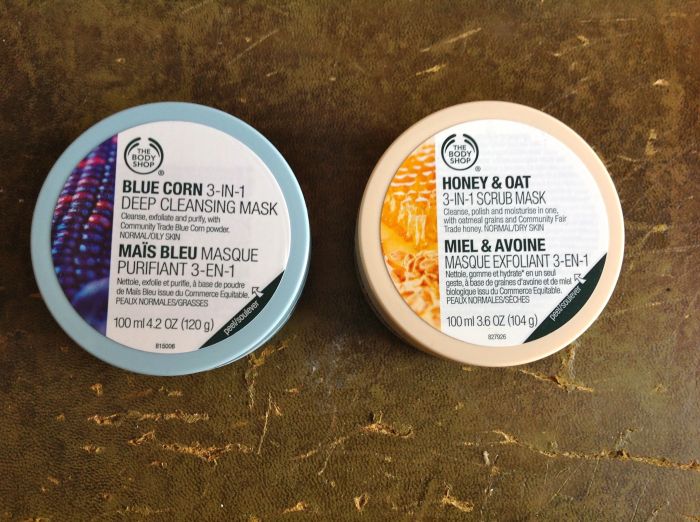 THE
BODY
SHOP®
BLUE CORN 3-IN-1
DEEP CLEANSING MASK
Cleanse, exfoliate and purify, with
Community Trade Blue Corn powder.
NORMAL/OILY SKIN
MAÏS BLEU MASQUE
PURIFIANT 3-EN-1
Nettoie, exfolie et purifie, à base de poudre
de Maïs Bleu issue du Commerce Equitable.
PEAUX NORMALES/GRASSES
100 ml 4.2 OZ (120 g)
peel/soulever
815006
THE
BODY
SHOP®
HONEY & OAT
3-IN-1 SCRUB MASK
Cleanse, polish and moisturise in one,
with oatmeal grains and Community Fair
Trade honey. NORMAL/DRY SKIN
MIEL & AVOINE
MASQUE EXFOLIANT 3-EN-1
Nettoie, gomme et hydrate* en un seul
geste, à base de graines d'avoine et de miel
biologique issu du Commerce Equitable.
PEAUX NORMALES/SÈCHES
100 ml 3.6 OZ (104 g)
peel/soulever
827926